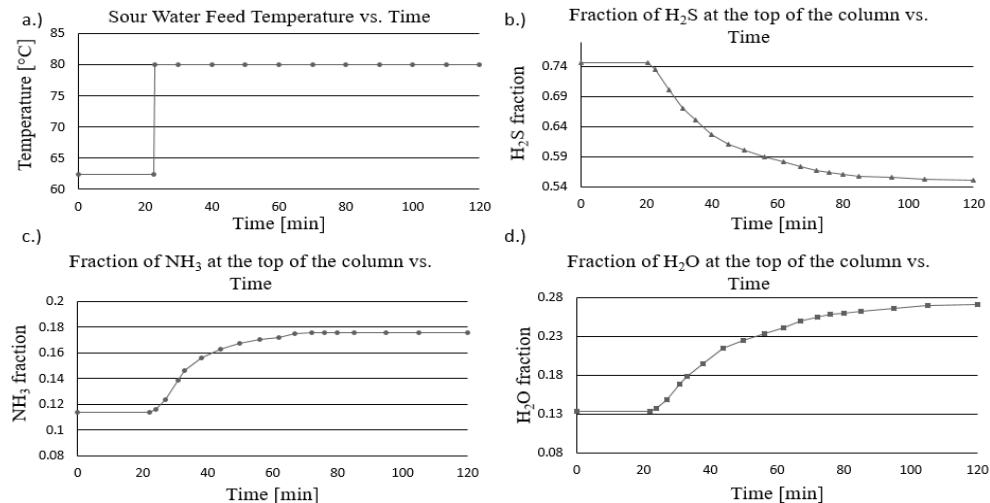 a.)
Sour Water Feed Temperature vs. Time
Temperature [°C]
85
80
75
70
65
60
0 20 40 60 80 100 120
Time [min]
b.)
Fraction of H₂S at the top of the column vs.
Time
H₂S fraction
0.74
0.69
0.64
0.59
0.54
0 20 40 60 80 100 120
Time [min]
c.)
Fraction of NH₃ at the top of the column vs.
Time
NH₃ fraction
0.2
0.18
0.16
0.14
0.12
0.1
0.08
0 20 40 60 80 100 120
Time [min]
d.)
Fraction of H₂O at the top of the column vs.
Time
H₂O fraction
0.28
0.23
0.18
0.13
0.08
0 20 40 60 80 100 120
Time [min]